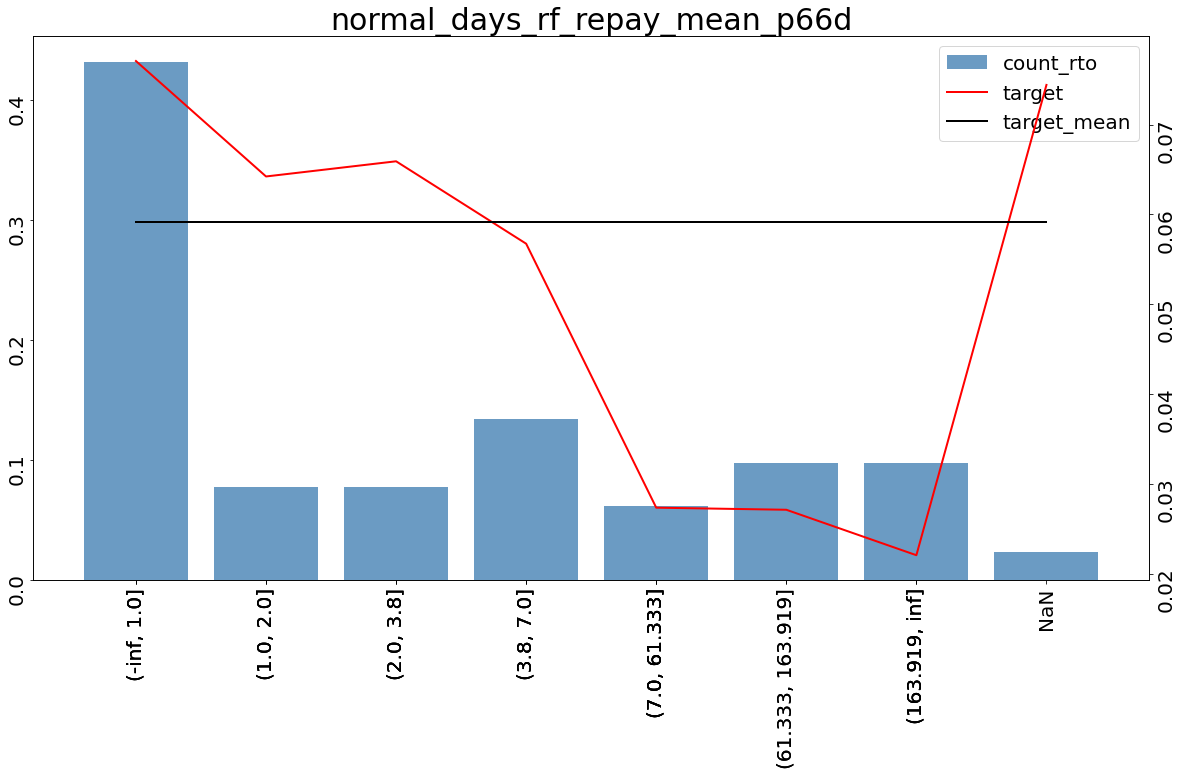 normal_days_rf_repay_mean_p66d
count_rto
target
target_mean
0.4
0.3
0.2
0.1
0.0
0.07
0.06
0.05
0.04
0.03
0.02
(-inf, 1.0]
(1.0, 2.0]
(2.0, 3.8]
(3.8, 7.0]
(7.0, 61.333]
(61.333, 163.919]
(163.919, inf]
NaN